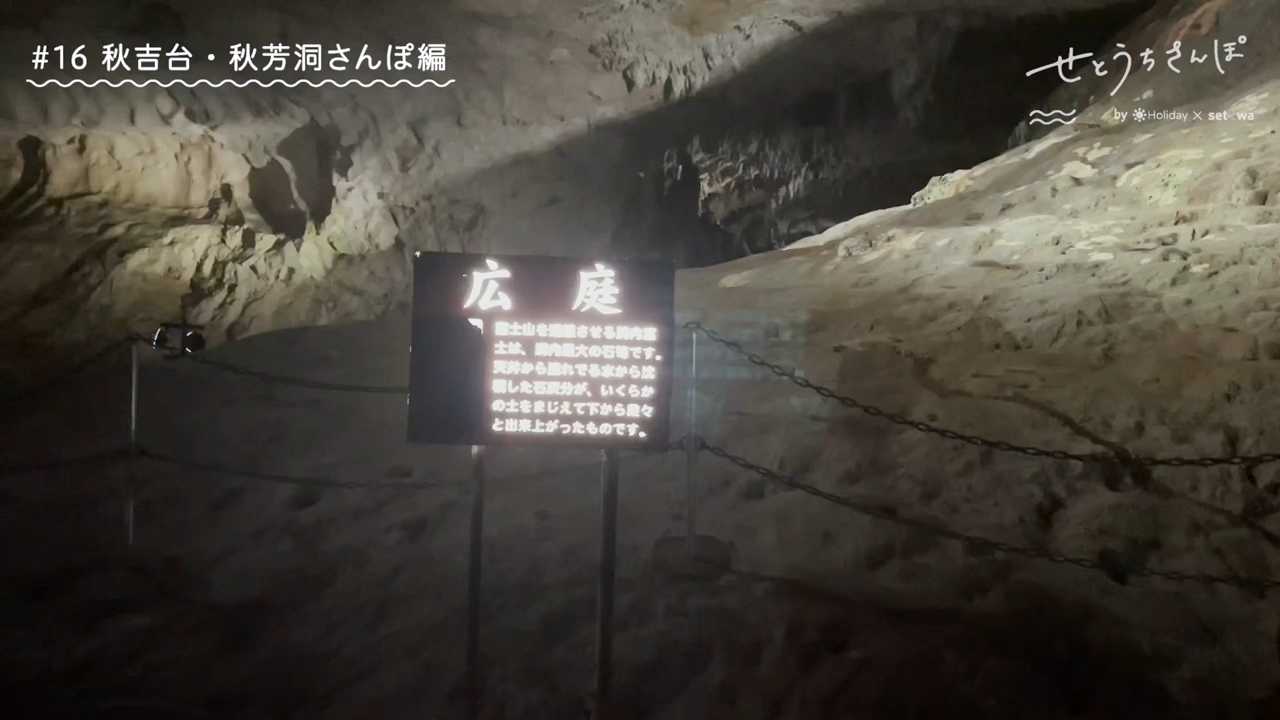 #16 秋吉台・秋芳洞さんぽ編
せとうちさんぽ
by Holiday × set wa
広 庭
富士山を連想させる洞内富
土は、洞内最大の石筍です。
天井から流れでる水から沈
積した石灰分が、いくらか
の土をまじえて下から段々
と出来上がったものです。